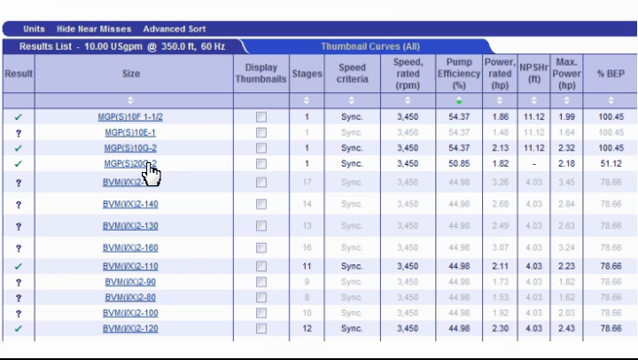 Units Hide Near Misses Advanced Sort
Results List - 10.00 USgpm @ 350.0 ft, 60 Hz Thumbnail Curves (All)
Result Size Display Thumbnails Stages Speed criteria Speed, rated (rpm) Pump Efficiency (%) Power, rated (hp) NPSHr (ft) Max. Power (hp) % BEP
✓ MGP(S)10F 1-1/2 1 Sync. 3,450 54.37 1.86 11.12 1.99 100.45
? MGP(S)10E-1 1 Sync. 3,450 54.37 1.48 11.12 1.64 100.45
✓ MGP(S)10G-2 1 Sync. 3,450 54.37 2.13 11.12 2.32 100.45
✓ MGP(S)20G-2 1 Sync. 3,450 50.85 1.82 - 2.18 51.12
? 17 Sync. 3,450 44.98 3.26 4.03 3.45 78.66
? BVM(I/X)2-140 14 Sync. 3,450 44.98 2.68 4.03 2.84 78.66
? BVM(I/X)2-130 13 Sync. 3,450 44.98 2.49 4.03 2.63 78.66
? BVM(I/X)2-160 16 Sync. 3,450 44.98 3.07 4.03 3.24 78.66
✓ BVM(I/X)2-110 11 Sync. 3,450 44.98 2.11 4.03 2.23 78.66
? BVM(I/X)2-90 9 Sync. 3,450 44.98 1.73 4.03 1.82 78.66
? BVM(I/X)2-80 8 Sync. 3,450 44.98 1.53 4.03 1.62 78.66
? BVM(I/X)2-100 10 Sync. 3,450 44.98 1.92 4.03 2.03 78.66
✓ BVM(I/X)2-120 12 Sync. 3,450 44.98 2.30 4.03 2.43 78.66